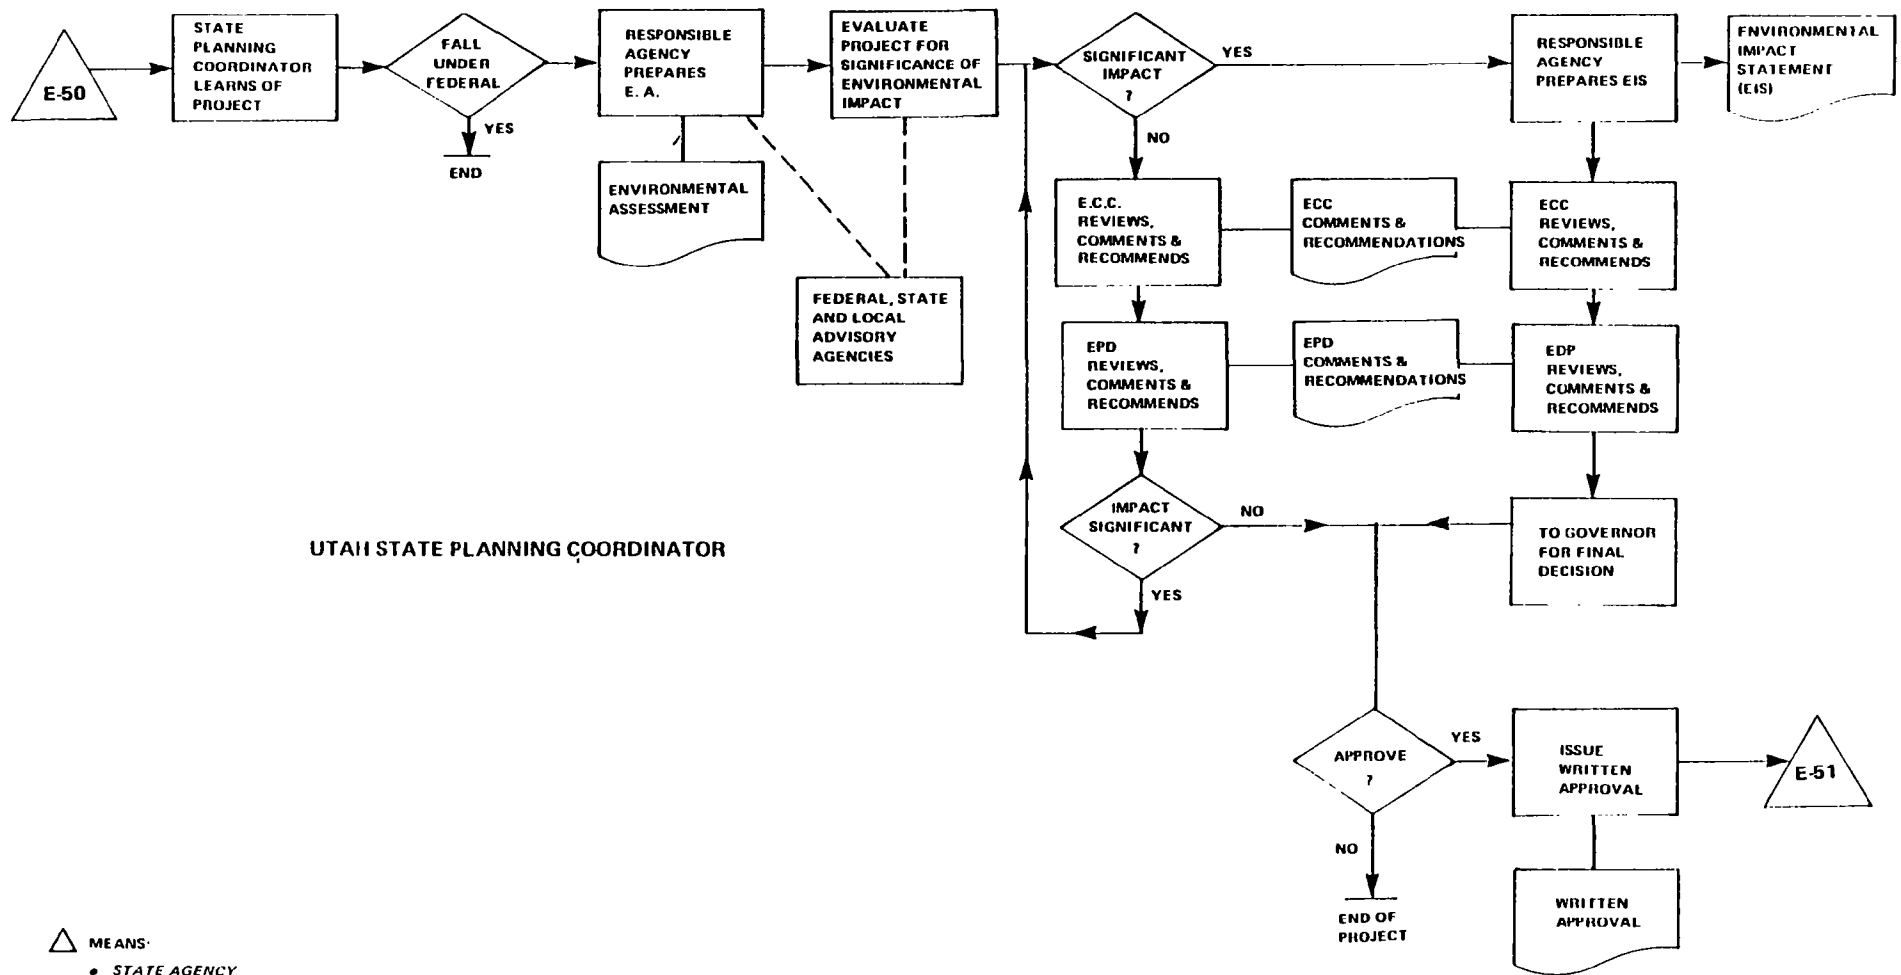 E-50
STATE
PLANNING
COORDINATOR
LEARNS OF
PROJECT
FALL
UNDER
FEDERAL
YES
END
RESPONSIBLE
AGENCY
PREPARES
E. A.
ENVIRONMENTAL
ASSESSMENT
EVALUATE
PROJECT FOR
SIGNIFICANCE OF
ENVIRONMENTAL
IMPACT
FEDERAL, STATE
AND LOCAL
ADVISORY
AGENCIES
SIGNIFICANT
IMPACT
?
YES
NO
RESPONSIBLE
AGENCY
PREPARES EIS
ENVIRONMENTAL
IMPACT
STATEMENT
(EIS)
E.C.C.
REVIEWS,
COMMENTS &
RECOMMENDS
ECC
COMMENTS &
RECOMMENDATIONS
ECC
REVIEWS,
COMMENTS &
RECOMMENDS
EPD
REVIEWS,
COMMENTS &
RECOMMENDS
EPD
COMMENTS &
RECOMMENDATIONS
EDP
REVIEWS,
COMMENTS &
RECOMMENDS
IMPACT
SIGNIFICANT
?
NO
YES
TO GOVERNOR
FOR FINAL
DECISION
UTAH STATE PLANNING COORDINATOR
APPROVE
?
YES
NO
END OF
PROJECT
ISSUE
WRITTEN
APPROVAL
E-51
WRITTEN
APPROVAL
MEANS·
• STATE AGENCY